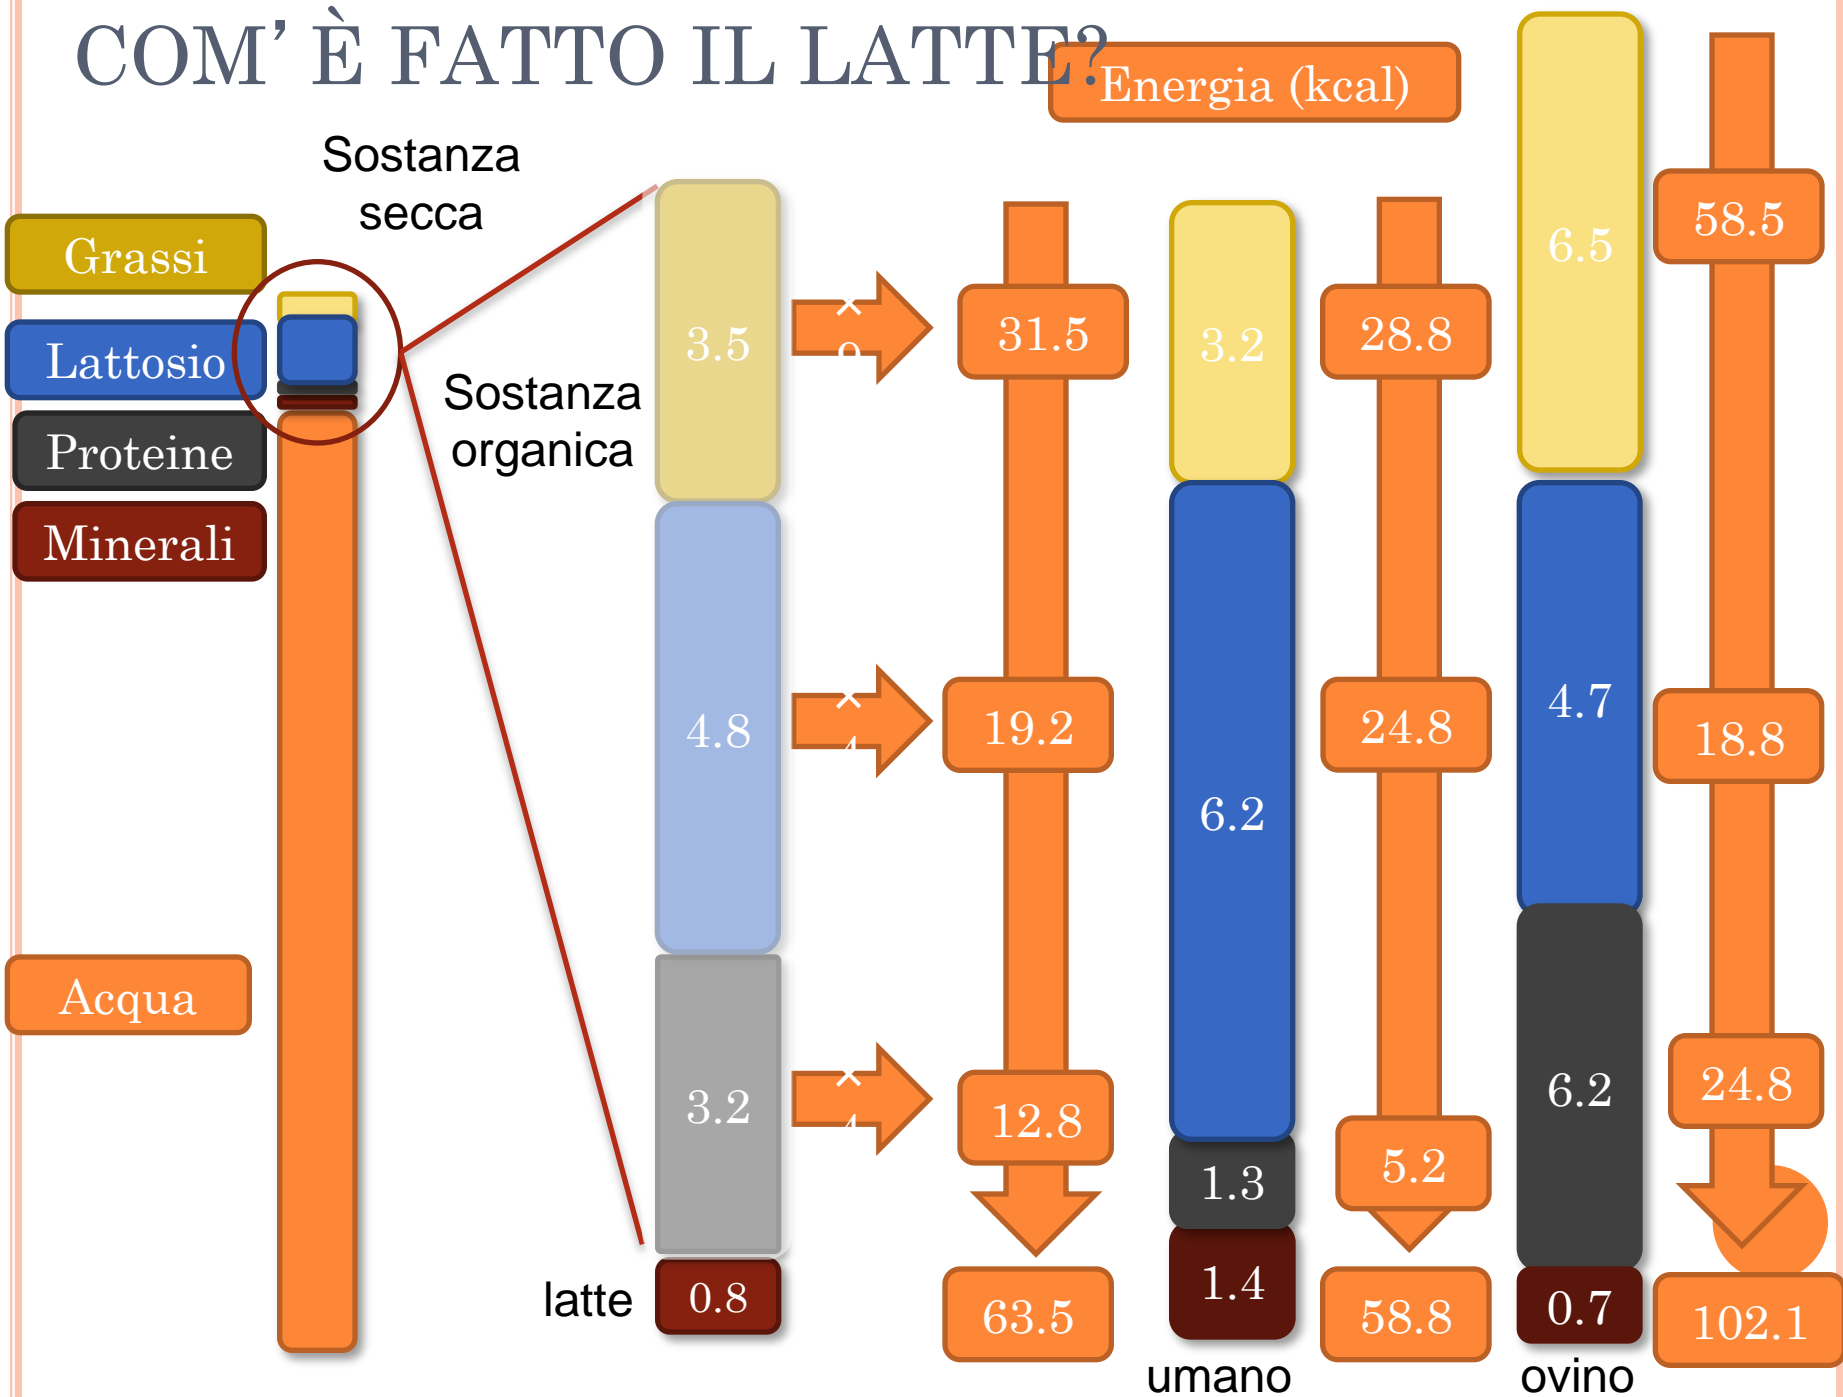 COM' È FATTO IL LATTE?
Energia (kcal)
Sostanza
secca
Grassi
Lattosio
Proteine
Minerali
Acqua
Sostanza
organica
3.5
4.8
3.2
0.8
latte
×
×
×
31.5
19.2
12.8
63.5
3.2
6.2
1.3
1.4
umano
28.8
24.8
5.2
58.8
6.5
4.7
6.2
0.7
ovino
58.5
18.8
24.8
102.1